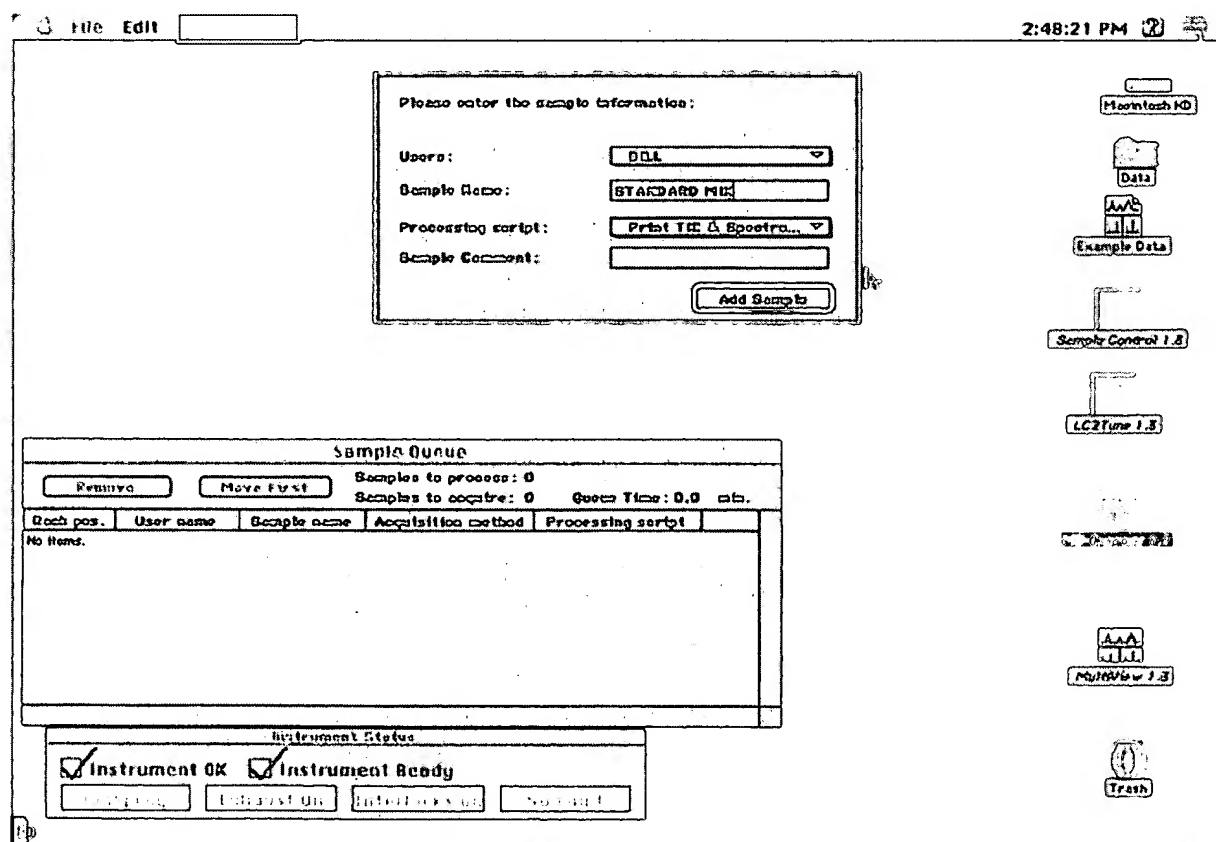 File Edit
2:48:21 PM
Please enter the sample information:
Users:
Sample Name: STANDARD MIX
Processing script: Print TIC & Spectra...
Sample Comment:
Add Sample
Macintosh HD
Data
Example Data
Sample Control 1.3
LC2Tune 1.3
MultiView 1.3
Trash
Sample Queue
Remove Move First Samples to process: 0
Samples to acquire: 0 Queue Time: 0.0 min.
Rack pos. User name Sample name Acquisition method Processing script
No items.
Instrument Status
Instrument OK Instrument Ready
Exhaust On Interlocks On